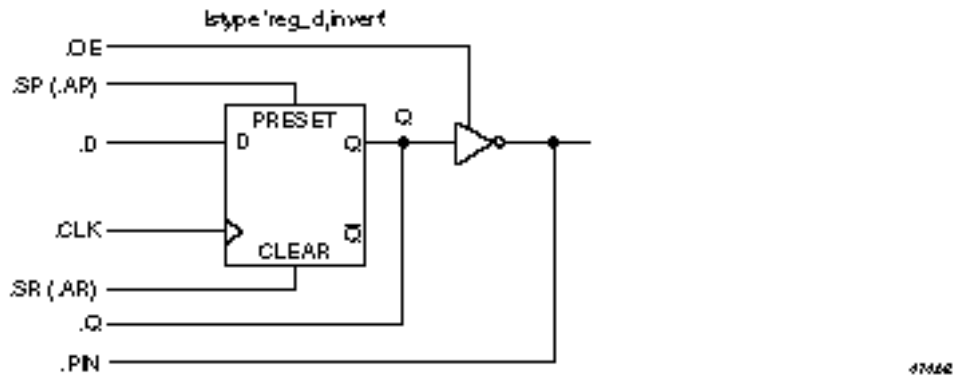 Istype 'reg_d,invert'
.OE
.SP (.AP)
PRESET
Q
.D
D
Q
.CLK
Q̅
CLEAR
.SR (.AR)
.Q
.PIN